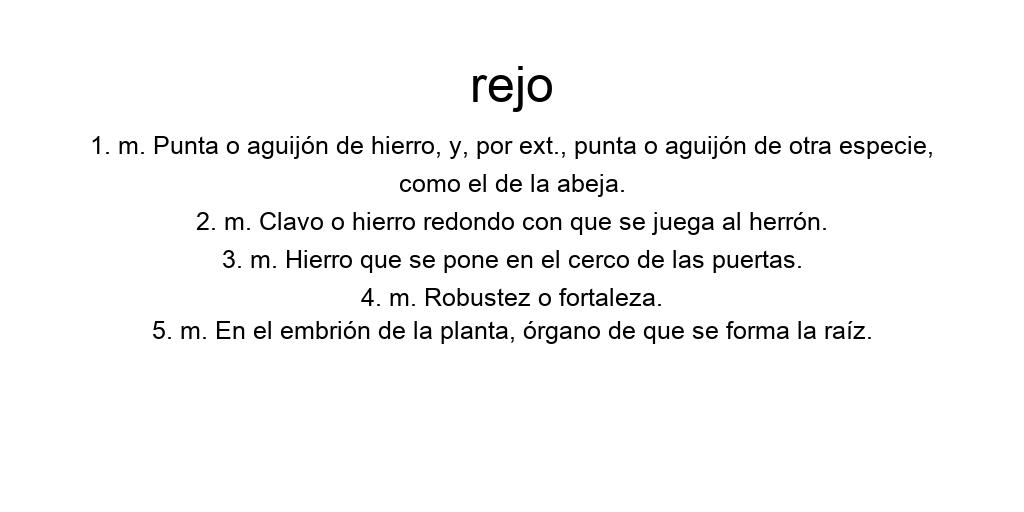 rejo
1. m. Punta o aguijón de hierro, y, por ext., punta o aguijón de otra especie,
como el de la abeja.
2. m. Clavo o hierro redondo con que se juega al herrón.
3. m. Hierro que se pone en el cerco de las puertas.
4. m. Robustez o fortaleza.
5. m. En el embrión de la planta, órgano de que se forma la raíz.